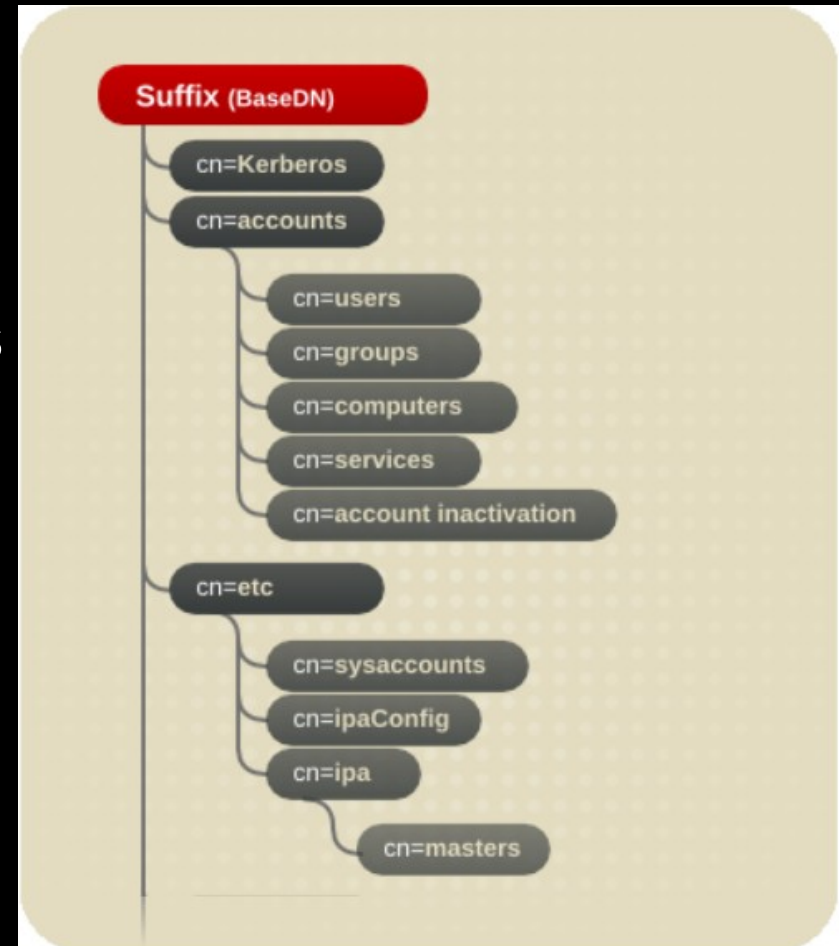 Suffix (BaseDN)
cn=Kerberos
cn=accounts
cn=users
cn=groups
cn=computers
cn=services
cn=account inactivation
cn=etc
cn=sysaccounts
cn=ipaConfig
cn=ipa
cn=masters